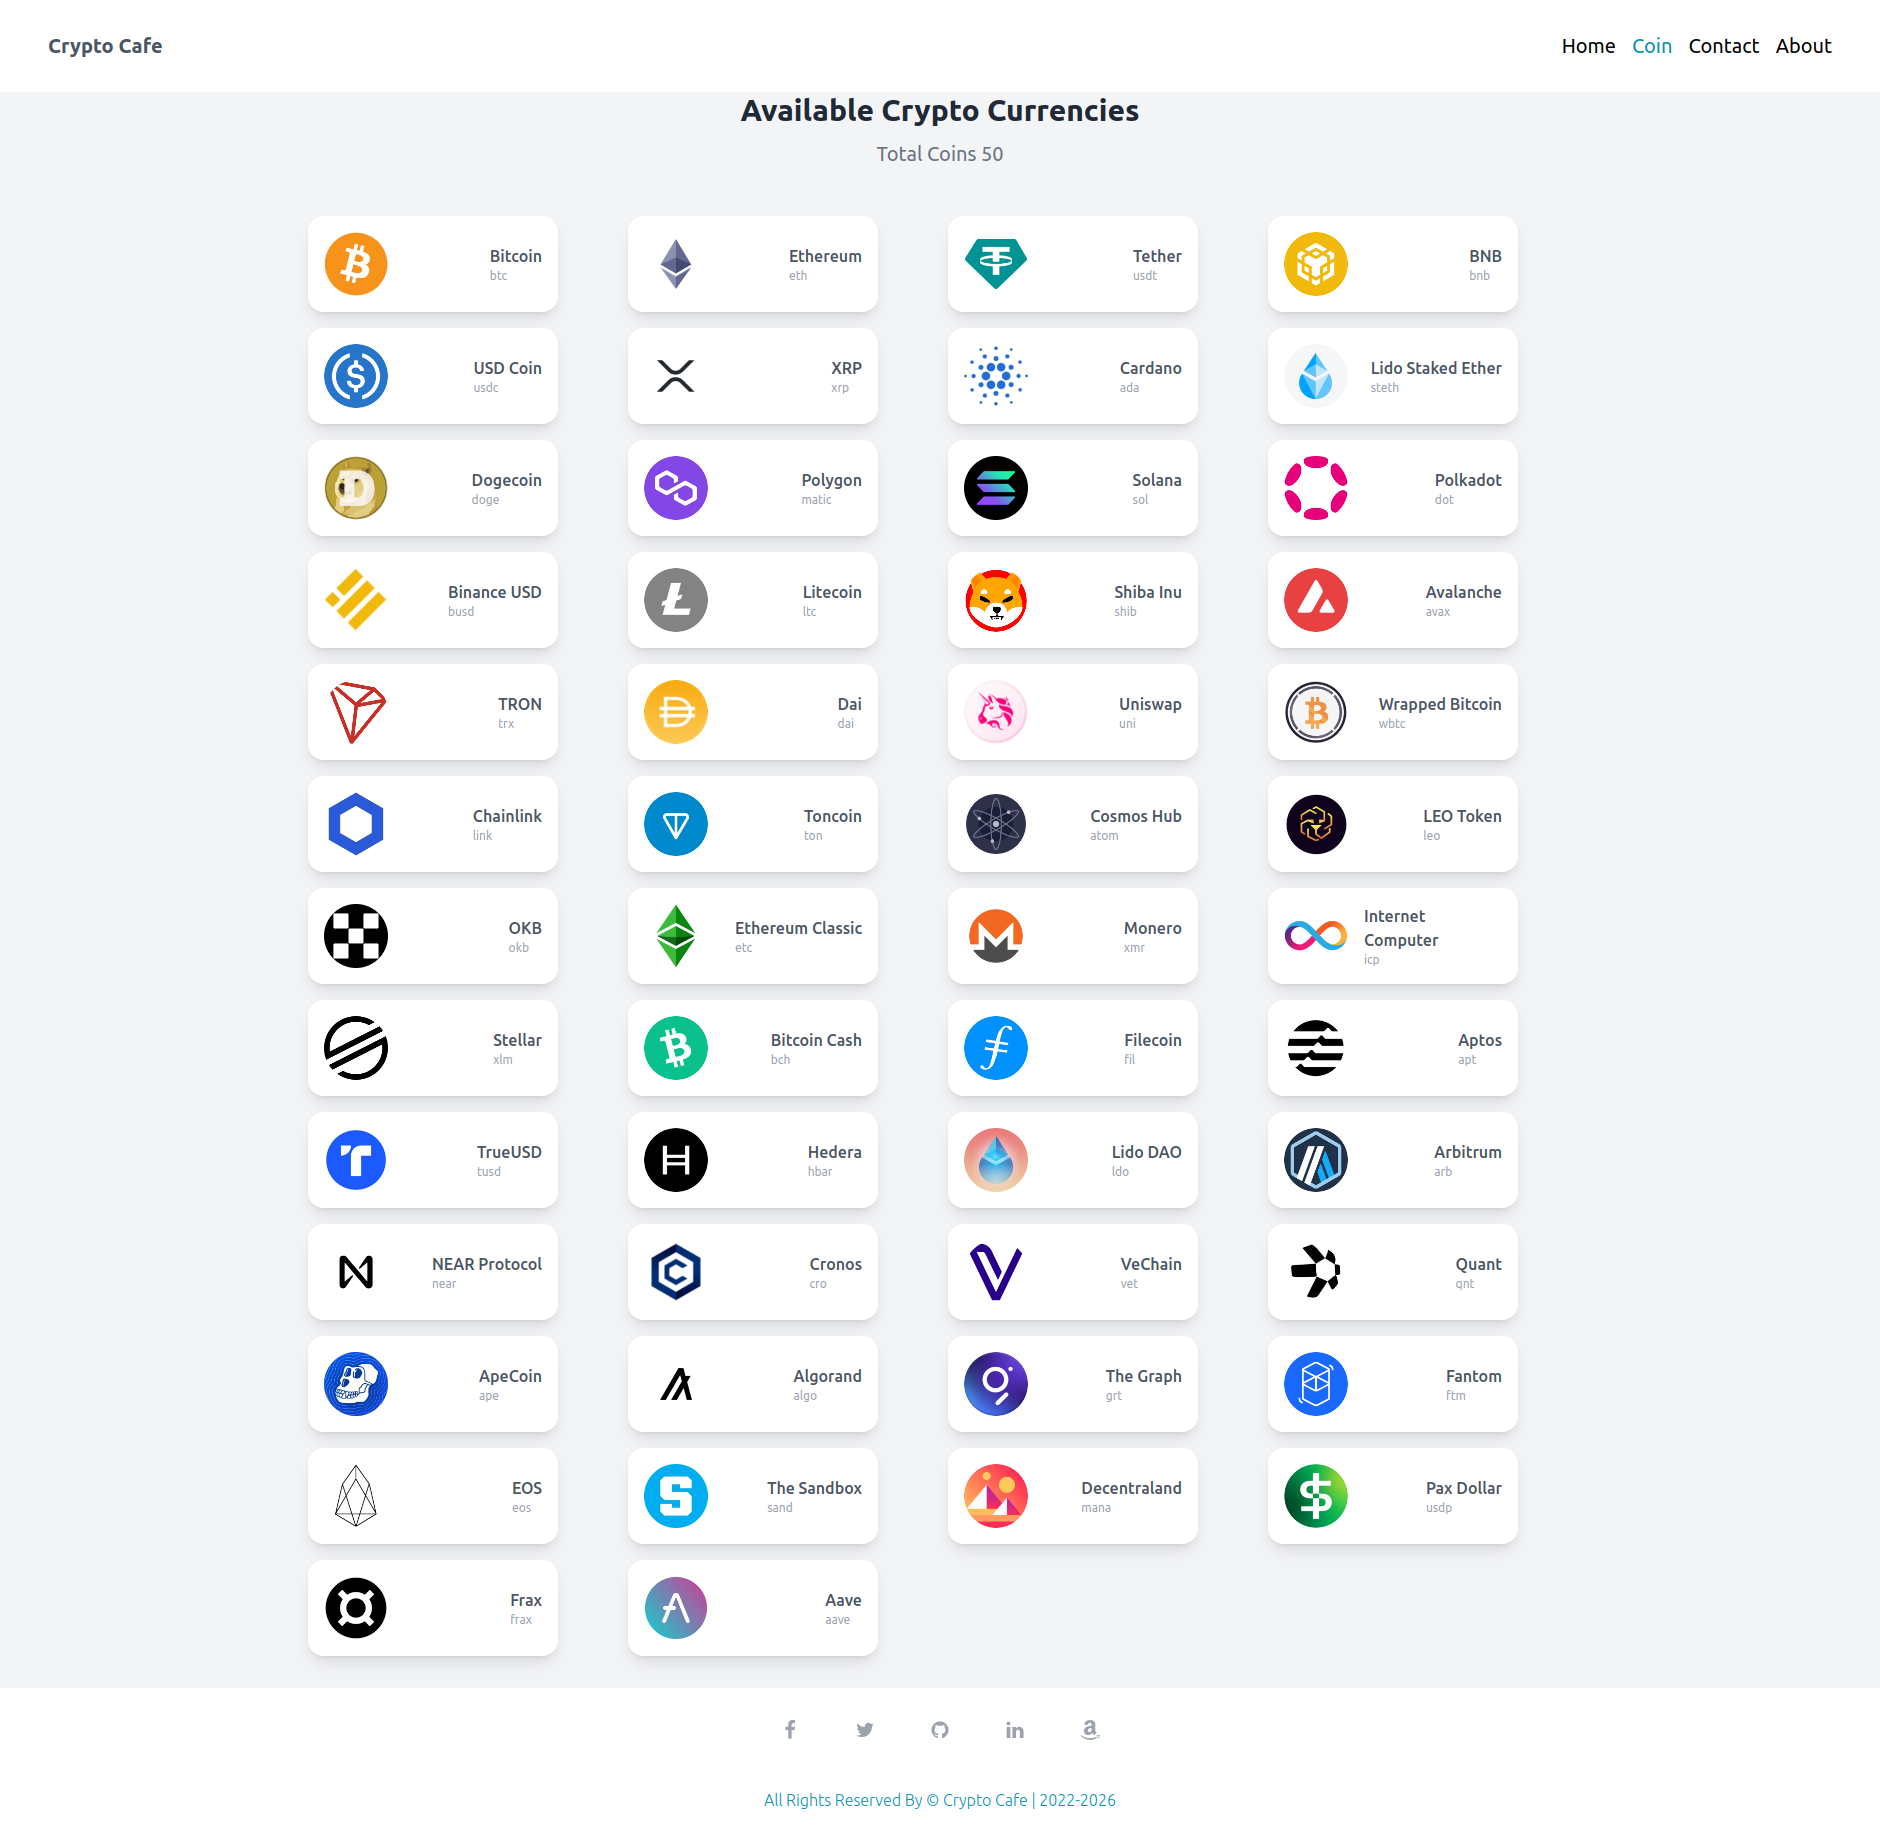 Crypto Cafe
Home Coin Contact About
Available Crypto Currencies
Total Coins 50
Bitcoin
btc
Ethereum
eth
Tether
usdt
BNB
bnb
USD Coin
usdc
XRP
xrp
Cardano
ada
Lido Staked Ether
steth
Dogecoin
doge
Polygon
matic
Solana
sol
Polkadot
dot
Binance USD
busd
Litecoin
ltc
Shiba Inu
shib
Avalanche
avax
TRON
trx
Dai
dai
Uniswap
uni
Wrapped Bitcoin
wbtc
Chainlink
link
Toncoin
ton
Cosmos Hub
atom
LEO Token
leo
OKB
okb
Ethereum Classic
etc
Monero
xmr
Internet
Computer
icp
Stellar
xlm
Bitcoin Cash
bch
Filecoin
fil
Aptos
apt
TrueUSD
tusd
Hedera
hbar
Lido DAO
ldo
Arbitrum
arb
NEAR Protocol
near
Cronos
cro
VeChain
vet
Quant
qnt
ApeCoin
ape
Algorand
algo
The Graph
grt
Fantom
ftm
EOS
eos
The Sandbox
sand
Decentraland
mana
Pax Dollar
usdp
Frax
frax
Aave
aave
All Rights Reserved By © Crypto Cafe | 2022-2026